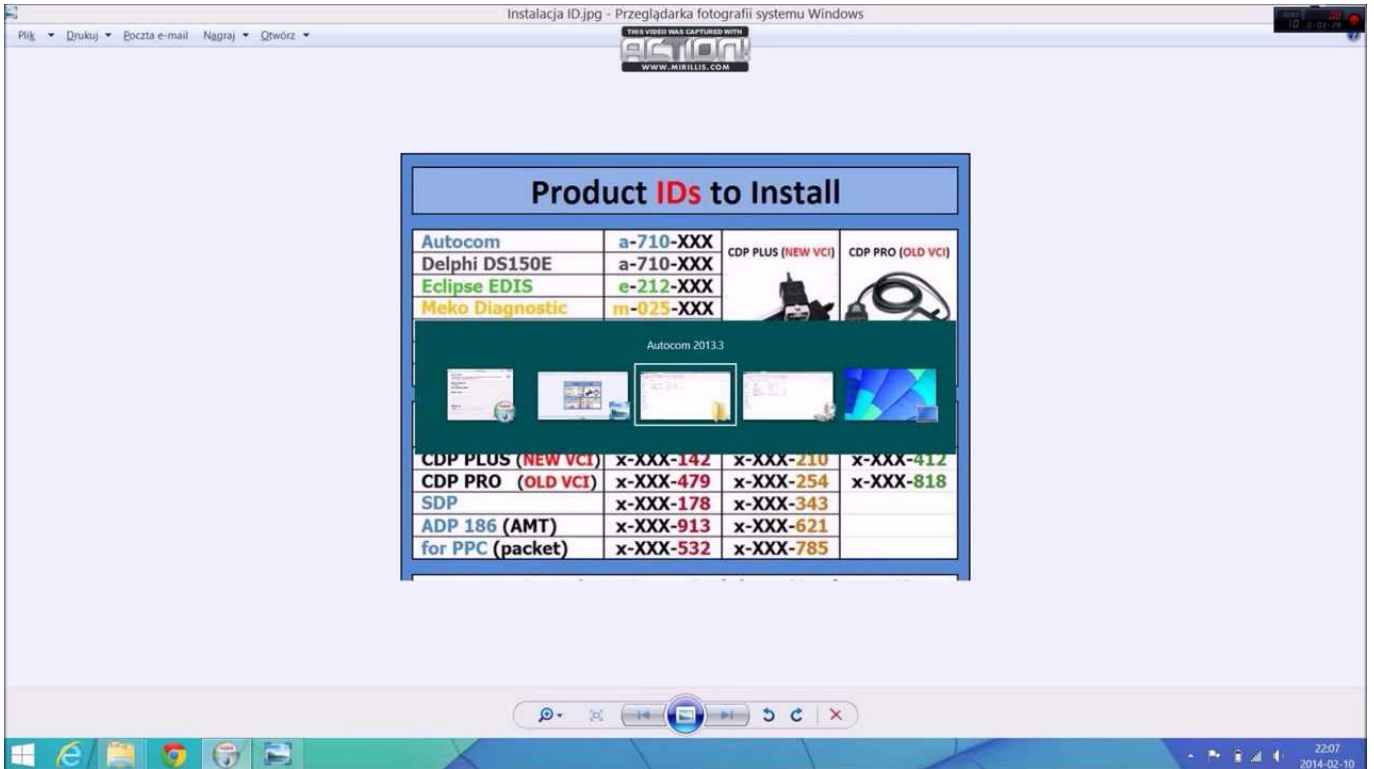 Instalacja ID.jpg - Przeglądarka fotografii systemu Windows
Plik Drukuj Poczta e-mail Nagraj Otwórz
THIS VIDEO WAS CAPTURED WITH
ACTION!
WWW.MIRILLIS.COM
Product IDs to Install
Autocom a-710-XXX
CDP PLUS (NEW VCI) CDP PRO (OLD VCI)
Delphi DS150E a-710-XXX
Eclipse EDIS e-212-XXX
Meko Diagnostic m-025-XXX
Autocom 2013.3
CDP PLUS (NEW VCI) x-XXX-142 x-XXX-210 x-XXX-412
CDP PRO (OLD VCI) x-XXX-479 x-XXX-254 x-XXX-818
SDP x-XXX-178 x-XXX-343
ADP 186 (AMT) x-XXX-913 x-XXX-621
for PPC (packet) x-XXX-532 x-XXX-785
22:07
2014-02-10